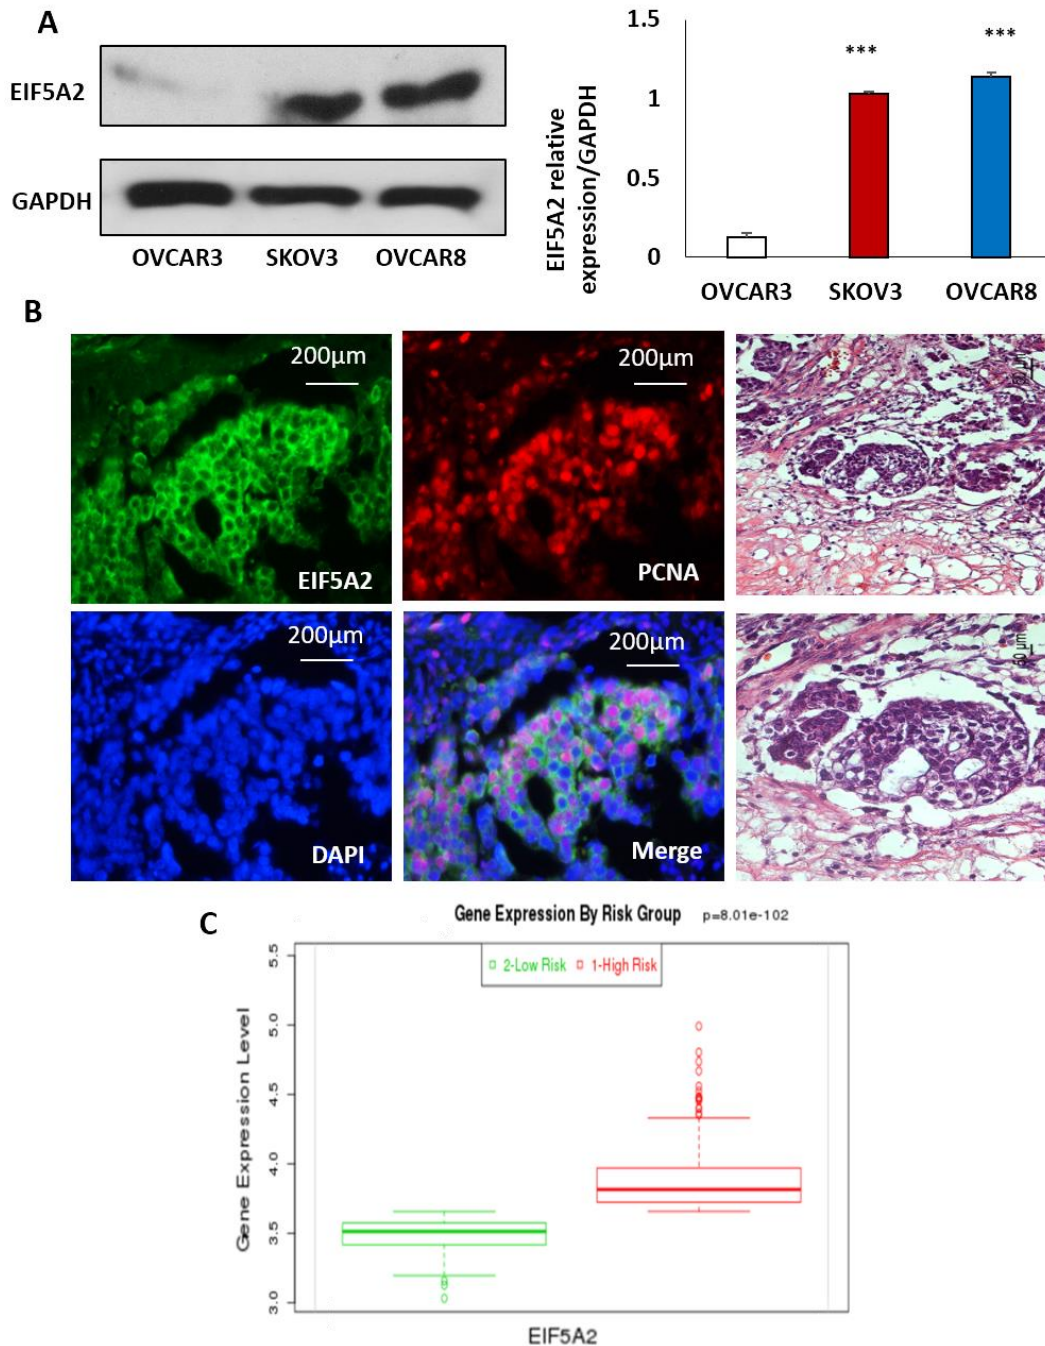 A
EIF5A2
GAPDH
OVCAR3 SKOV3 OVCAR8
EIF5A2 relative
expression/GAPDH
1.5
1
0.5
0
***
***
OVCAR3 SKOV3 OVCAR8
B
200µm
EIF5A2
200µm
PCNA
200µm
DAPI
200µm
Merge
50 µm
C
Gene Expression By Risk Group p=8.01e-102
2-Low Risk 1-High Risk
Gene Expression Level
5.5
5.0
4.5
4.0
3.5
3.0
EIF5A2